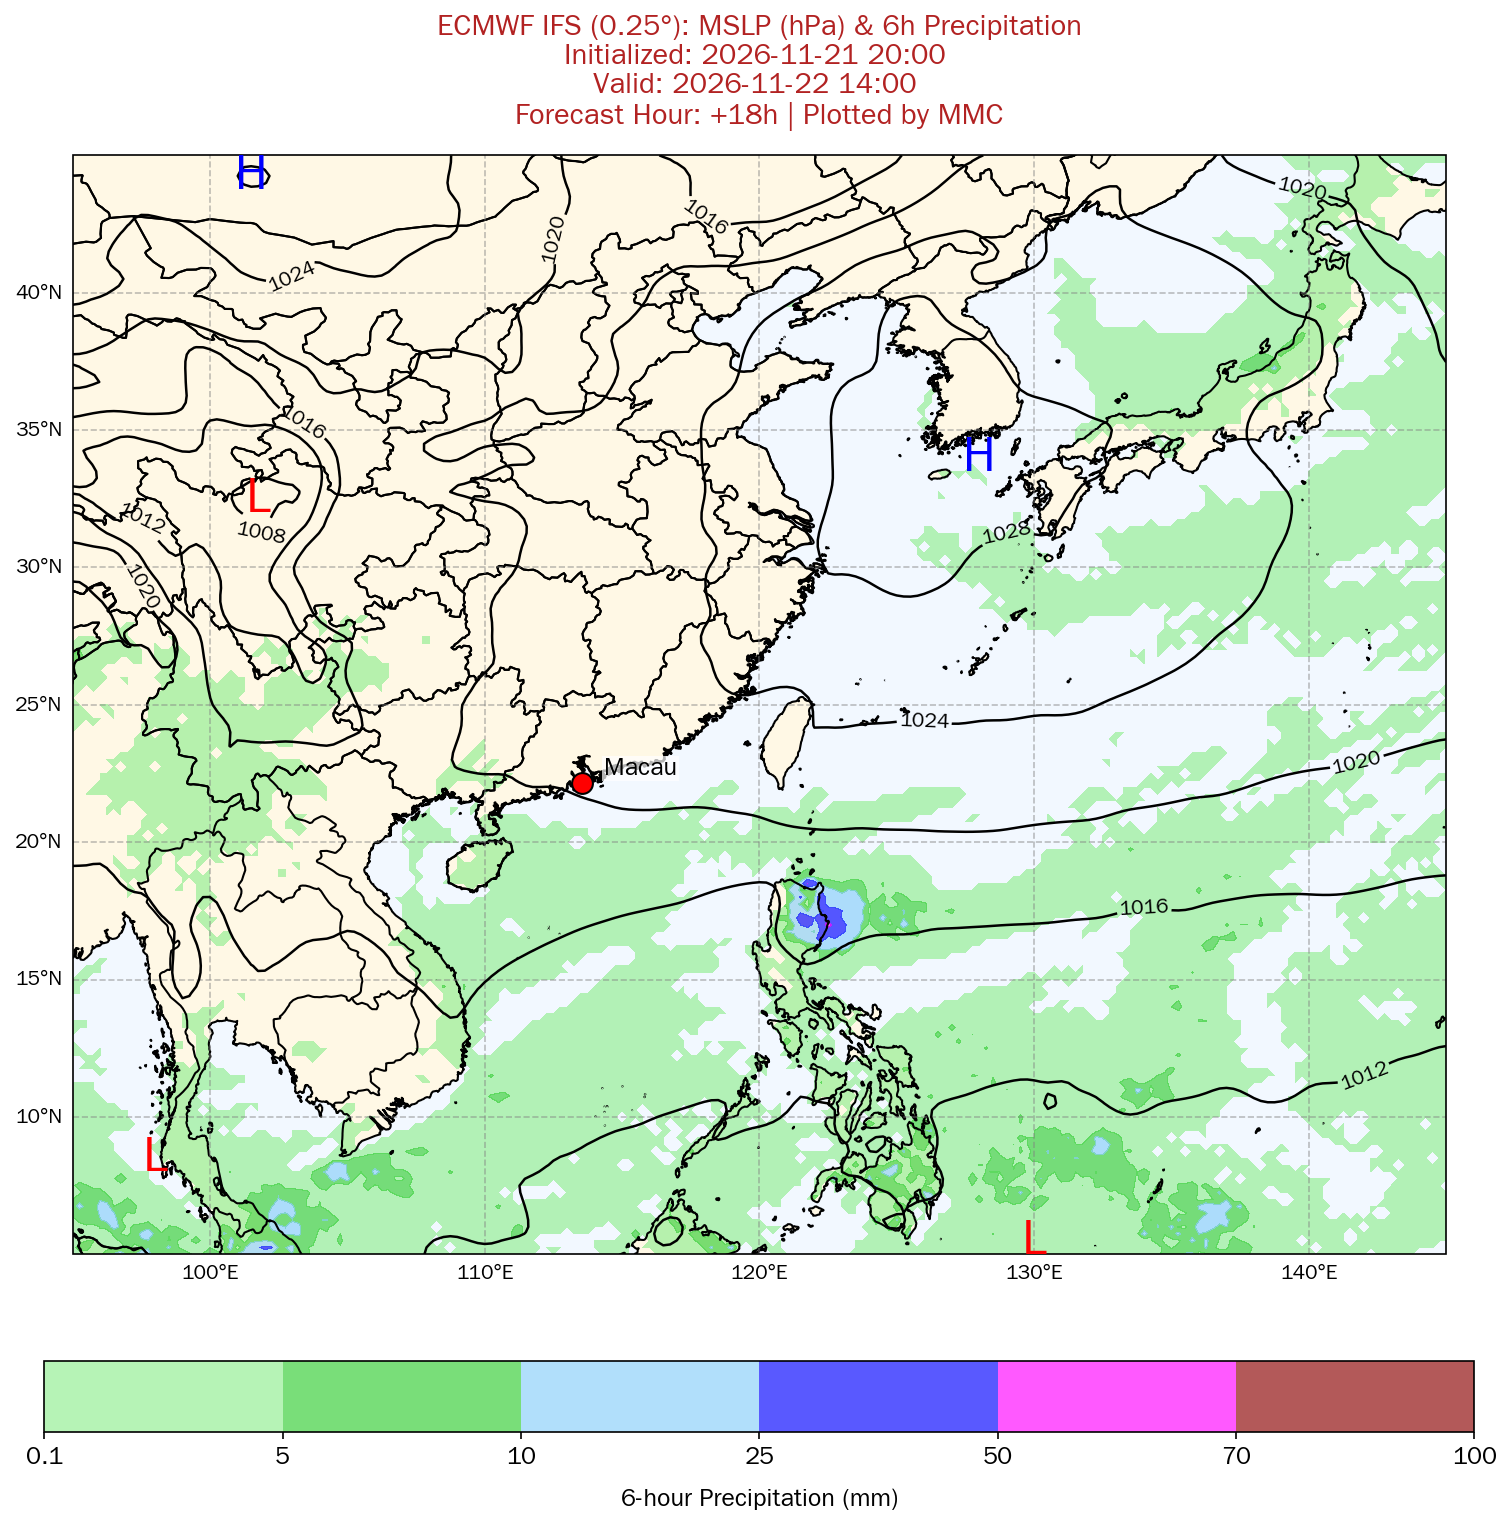 ECMWF IFS (0.25°): MSLP (hPa) & 6h Precipitation
Initialized: 2026-11-21 20:00
Valid: 2026-11-22 14:00
Forecast Hour: +18h | Plotted by MMC
H
1020
1016
1020
1024
40°N
1016
35°N
H
L
1012
1008
1028
30°N
1020
25°N
1024
1020
Macau
20°N
1016
15°N
1012
10°N
L
L
100°E 110°E 120°E 130°E 140°E
0.1 5 10 25 50 70 100
6-hour Precipitation (mm)